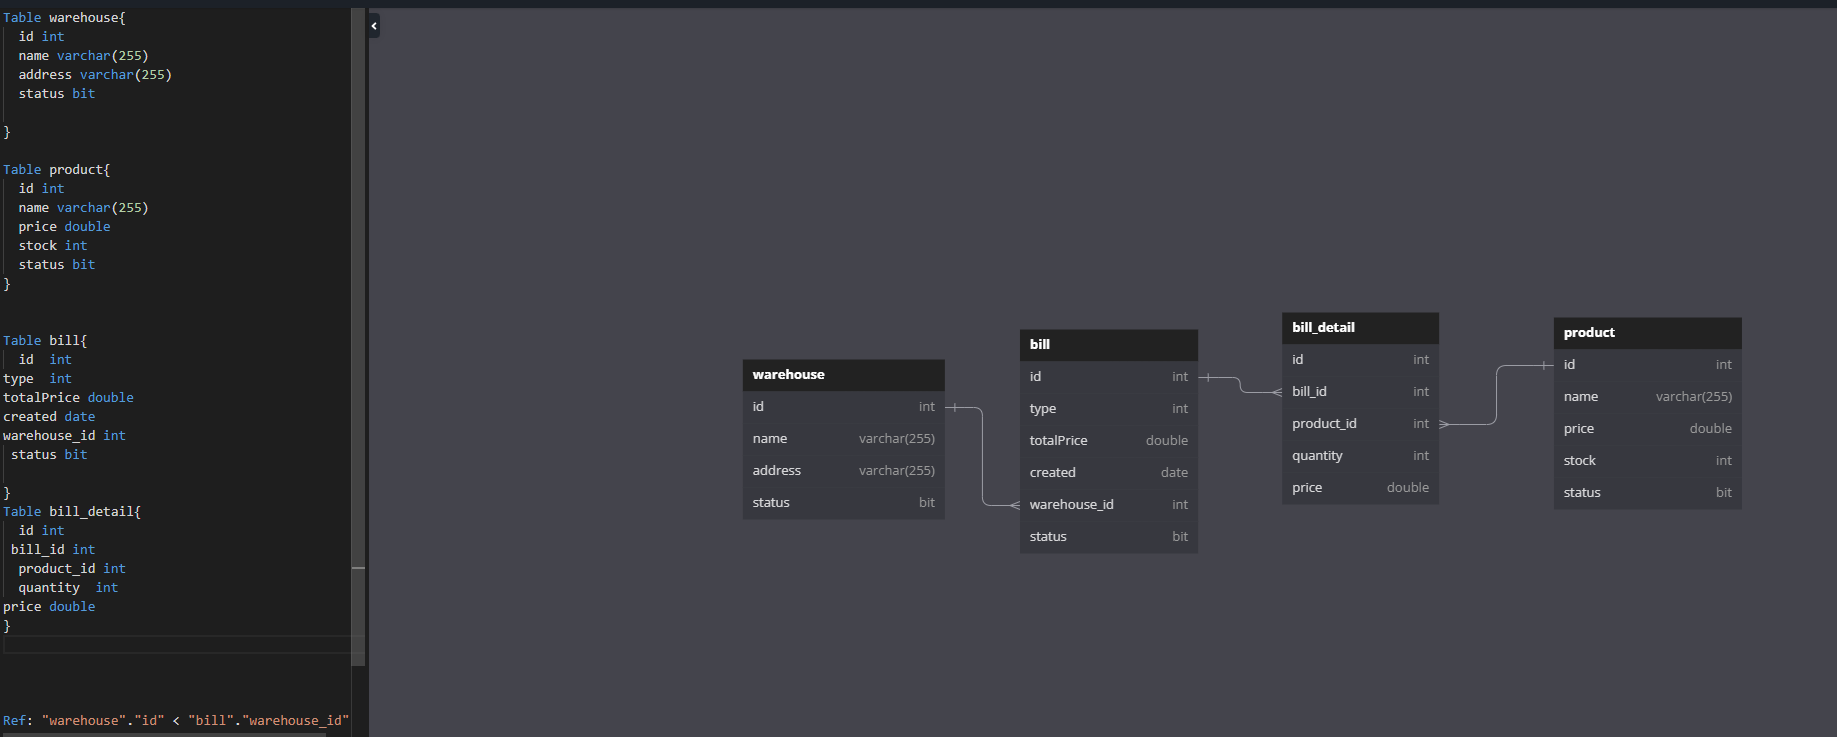 Table warehouse{
id int
name varchar(255)
address varchar(255)
status bit
}
Table product{
id int
name varchar(255)
price double
stock int
status bit
}
Table bill{
id  int
type  int
totalPrice double
created date
warehouse_id int
status bit
}
Table bill_detail{
id int
bill_id int
product_id int
quantity  int
price double
}
Ref: "warehouse"."id" < "bill"."warehouse_id"
warehouse
id int
name varchar(255)
address varchar(255)
status bit
bill
id int
type int
totalPrice double
created date
warehouse_id int
status bit
bill_detail
id int
bill_id int
product_id int
quantity int
price double
product
id int
name varchar(255)
price double
stock int
status bit